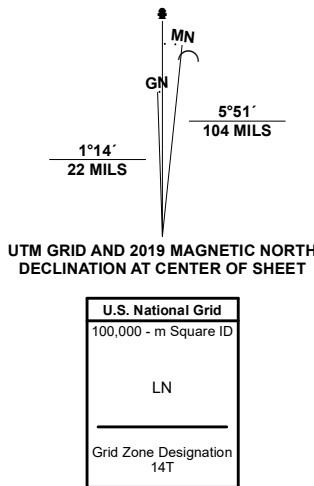 MN
GN
5°51´
104 MILS
1°14´
22 MILS
UTM GRID AND 2019 MAGNETIC NORTH
DECLINATION AT CENTER OF SHEET
U.S. National Grid
100,000 - m Square ID
LN
Grid Zone Designation
14T